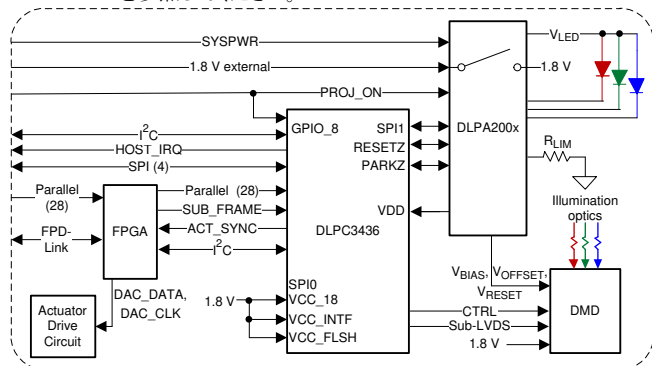 SYSPWR
1.8 V external
PROJ_ON
I2C
HOST_IRQ
SPI (4)
Parallel
(28)
FPD-
Link
FPGA
Parallel (28)
SUB_FRAME
ACT_SYNC
I2C
DAC_DATA,
DAC_CLK
Actuator
Drive
Circuit
GPIO_8
SPI1
RESETZ
PARKZ
DLPC3436
VDD
SPI0
1.8 V
VCC_18
VCC_INTF
VCC_FLSH
DLPA200x
VLED
1.8 V
RLIM
Illumination
optics
VBIAS, VOFFSET,
VRESET
CTRL
Sub-LVDS
1.8 V
DMD